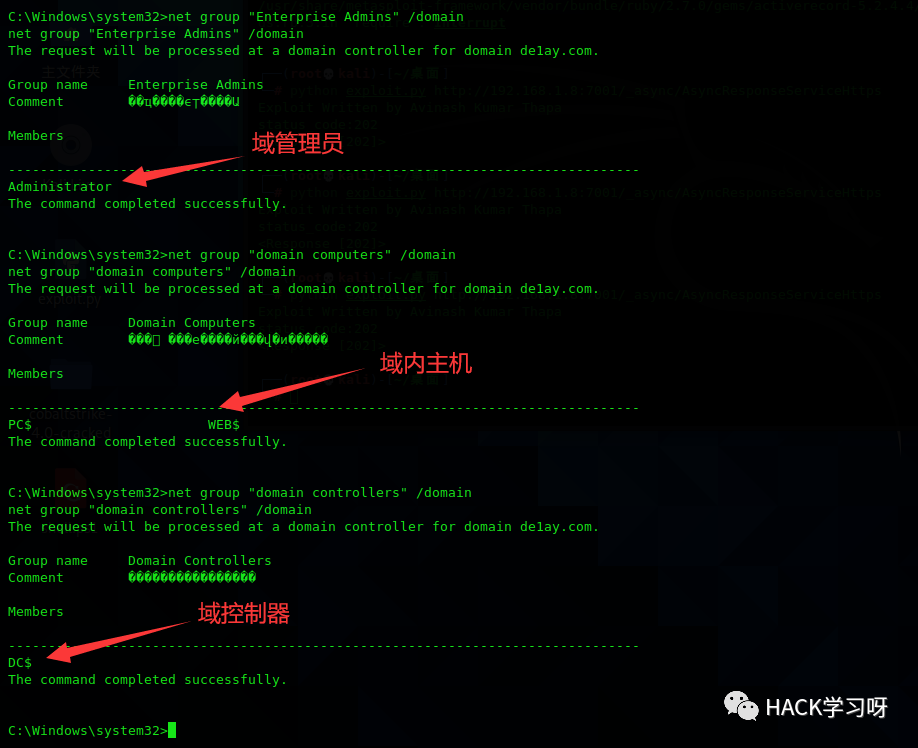 C:\Windows\system32>net group "Enterprise Admins" /domain
net group "Enterprise Admins" /domain
The request will be processed at a domain controller for domain de1ay.com.
Group name     Enterprise Admins
Comment
Members
域管理员
-------------------------------------------------------------------------------
Administrator
The command completed successfully.
C:\Windows\system32>net group "domain computers" /domain
net group "domain computers" /domain
The request will be processed at a domain controller for domain de1ay.com.
Group name     Domain Computers
Comment
域内主机
Members
-------------------------------------------------------------------------------
PC$                      WEB$
The command completed successfully.
C:\Windows\system32>net group "domain controllers" /domain
net group "domain controllers" /domain
The request will be processed at a domain controller for domain de1ay.com.
Group name     Domain Controllers
Comment
Members
域控制器
-------------------------------------------------------------------------------
DC$
The command completed successfully.
HACK学习呀
C:\Windows\system32>